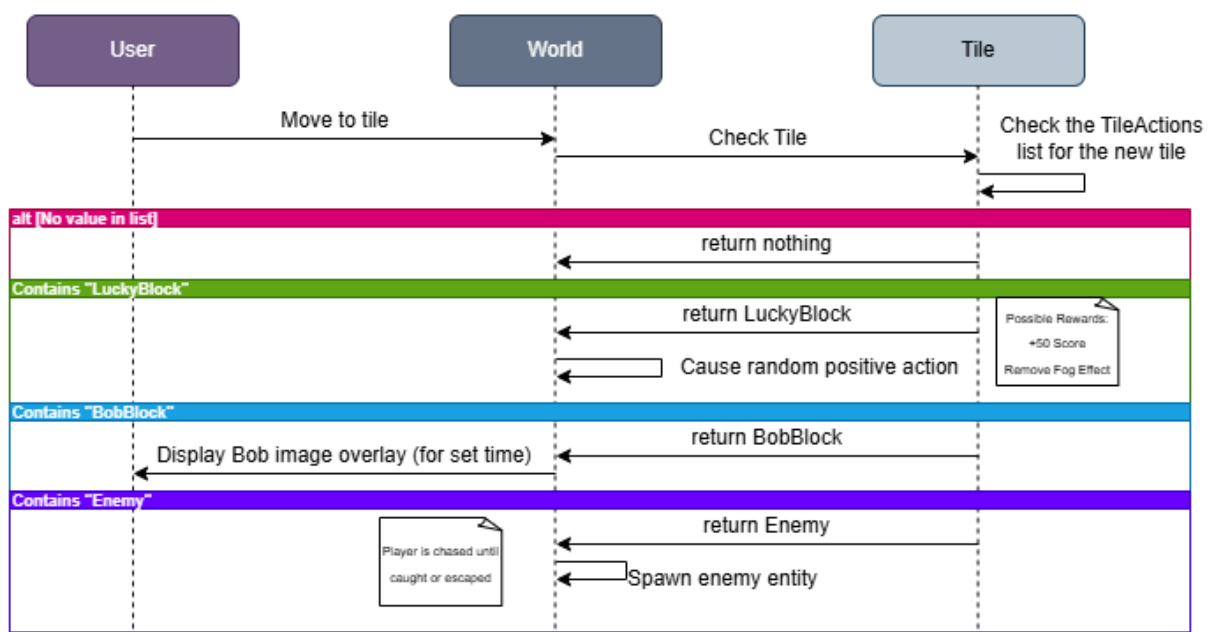 User
World
Tile
Move to tile
Check Tile
Check the TileActions
list for the new tile
alt [No value in list]
return nothing
Contains "LuckyBlock"
return LuckyBlock
Possible Rewards:
+50 Score
Remove Fog Effect
Cause random positive action
Contains "BobBlock"
return BobBlock
Display Bob image overlay (for set time)
Contains "Enemy"
return Enemy
Player is chased until
caught or escaped
Spawn enemy entity